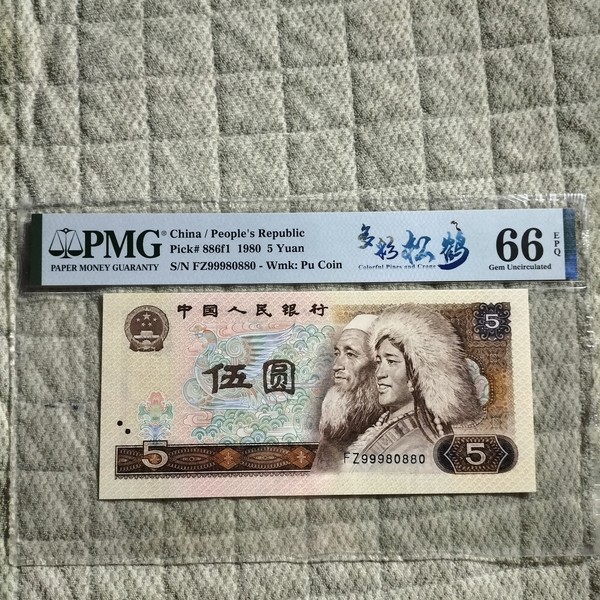 PMG® China / People's Republic
Pick# 886f1 1980 5 Yuan
PAPER MONEY GUARANTY S/N FZ99980880 - Wmk: Pu Coin
多彩松鹤
Colorful Pines and Crane
66 EPQ
Gem Uncirculated
中国人民银行
5
伍圆
5
FZ99980880
5